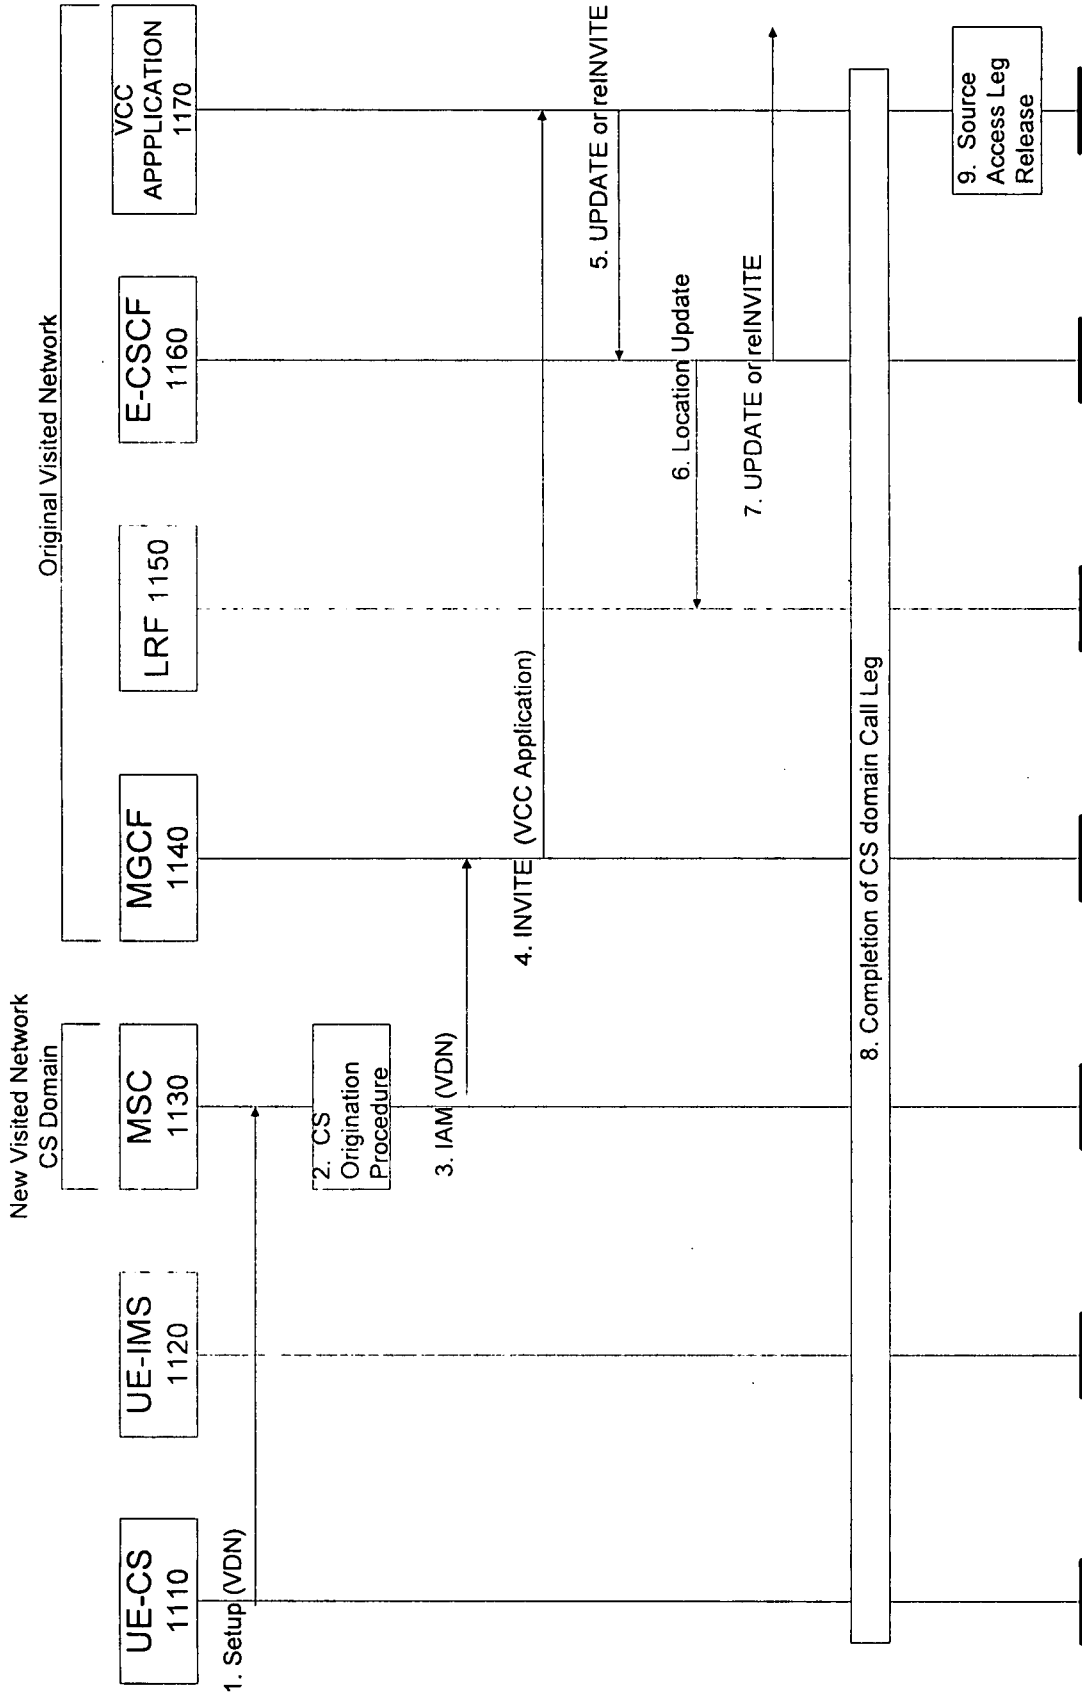 New Visited Network
CS Domain
Original Visited Network
UE-CS
1110
UE-IMS
1120
MSC
1130
MGCF
1140
LRF 1150
E-CSCF
1160
VCC
APPPLICATION
1170
1. Setup (VDN)
2. CS
Origination
Procedure
3. IAM (VDN)
4. INVITE (VCC Application)
5. UPDATE or reINVITE
6. Location Update
7. UPDATE or reINVITE
8. Completion of CS domain Call Leg
9. Source
Access Leg
Release